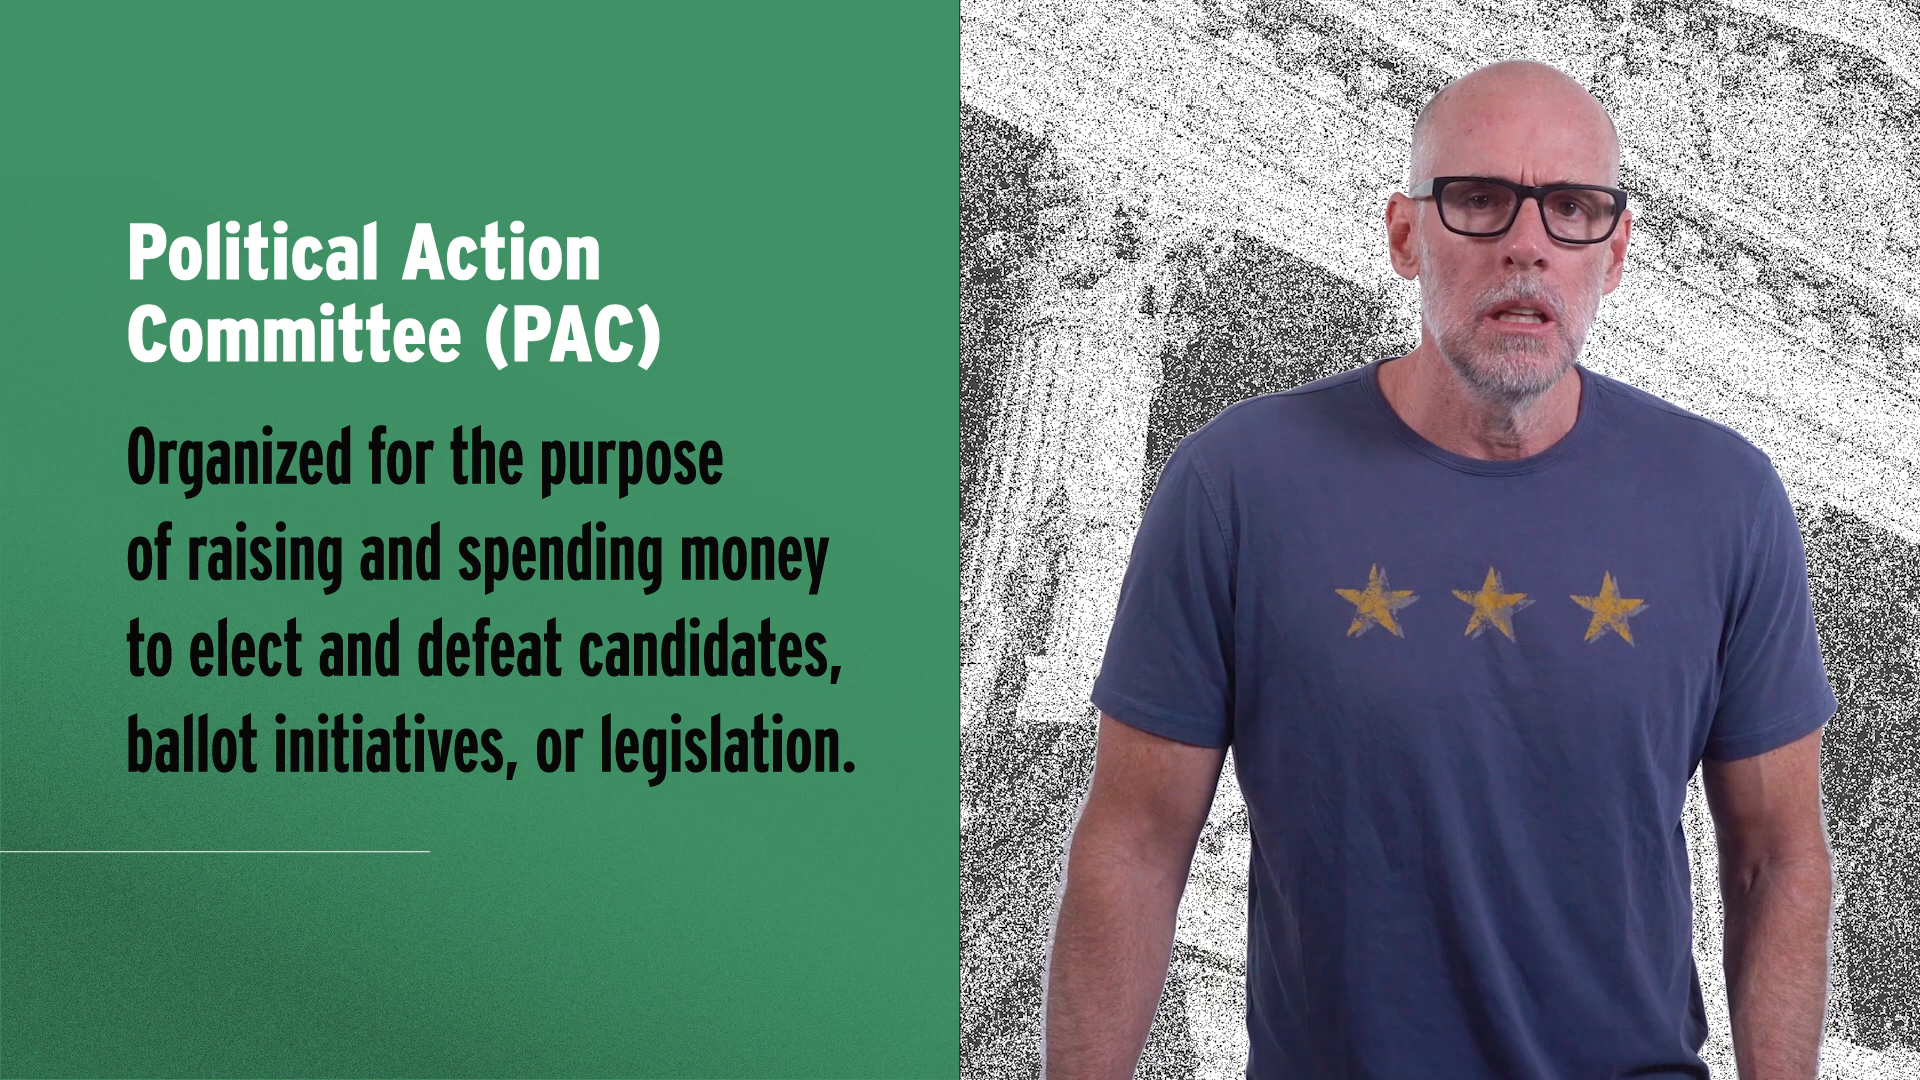 Political Action
Committee (PAC)
Organized for the purpose
of raising and spending money
to elect and defeat candidates,
ballot initiatives, or legislation.